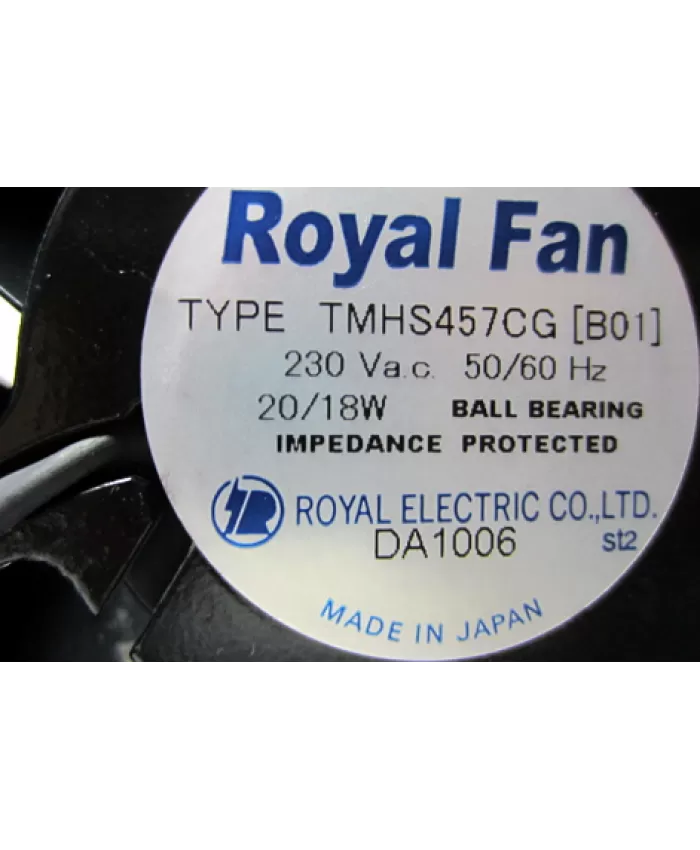 Royal Fan
TYPE TMHS457CG [B01]
230 Va.c. 50/60 Hz
20/18W BALL BEARING
IMPEDANCE PROTECTED
ROYAL ELECTRIC CO.,LTD.
DA1006 st2
MADE IN JAPAN